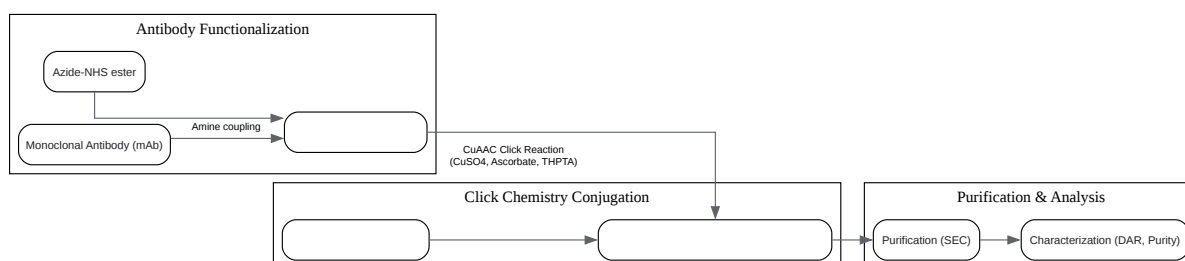 Antibody Functionalization
Azide-NHS ester
Amine coupling
Monoclonal Antibody (mAb)
CuAAC Click Reaction
(CuSO4, Ascorbate, THPTA)
Click Chemistry Conjugation
Purification & Analysis
Purification (SEC)
Characterization (DAR, Purity)